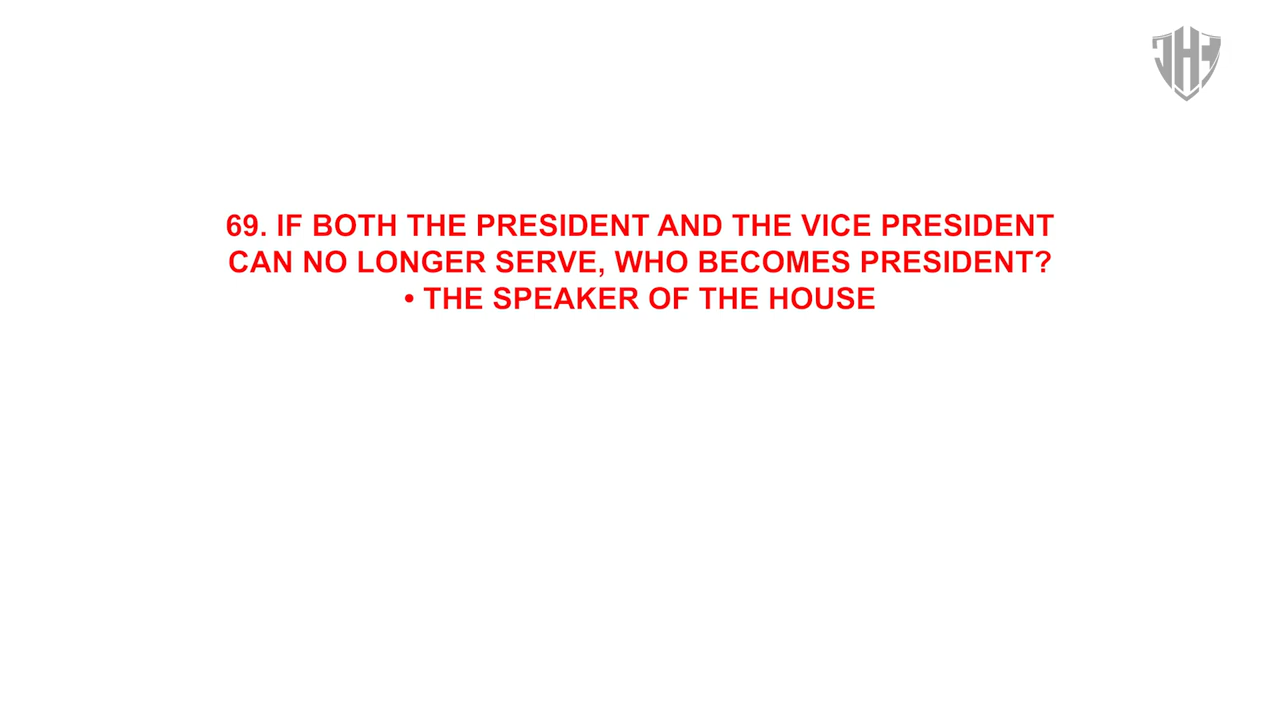 69. IF BOTH THE PRESIDENT AND THE VICE PRESIDENT
CAN NO LONGER SERVE, WHO BECOMES PRESIDENT?
• THE SPEAKER OF THE HOUSE